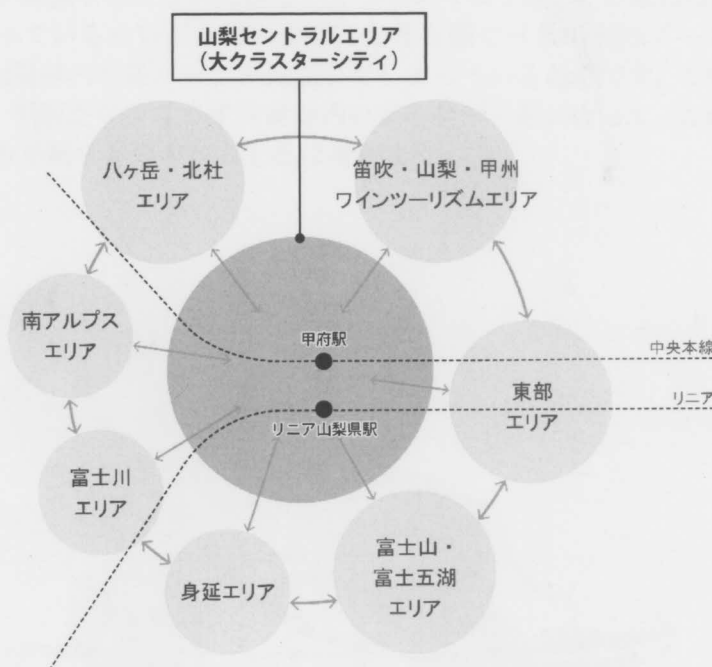 山梨セントラルエリア
（大クラスターシティ）
八ヶ岳・北杜
エリア
笛吹・山梨・甲州
ワインツーリズムエリア
南アルプス
エリア
甲府駅
中央本線
リニア
リニア山梨県駅
東部
エリア
富士川
エリア
身延エリア
富士山・
富士五湖
エリア